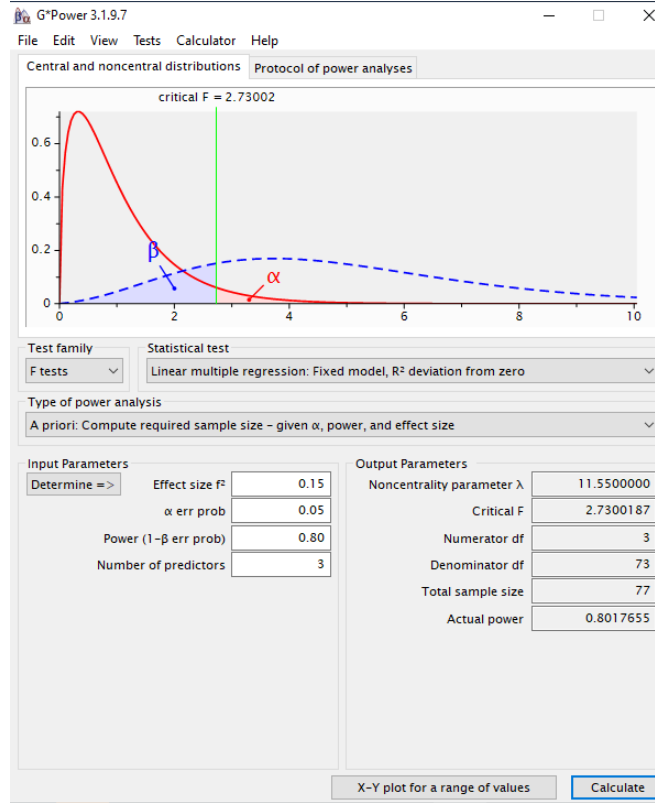 G*Power 3.1.9.7
File Edit View Tests Calculator Help
Central and noncentral distributions Protocol of power analyses
critical F = 2.73002
0.6
0.4
0.2
0
β
α
0 2 4 6 8 10
Test family Statistical test
F tests Linear multiple regression: Fixed model, R² deviation from zero
Type of power analysis
A priori: Compute required sample size – given α, power, and effect size
Input Parameters Output Parameters
Determine => Effect size f² 0.15 Noncentrality parameter λ 11.5500000
α err prob 0.05 Critical F 2.7300187
Power (1-β err prob) 0.80 Numerator df 3
Number of predictors 3 Denominator df 73
Total sample size 77
Actual power 0.8017655
X-Y plot for a range of values Calculate